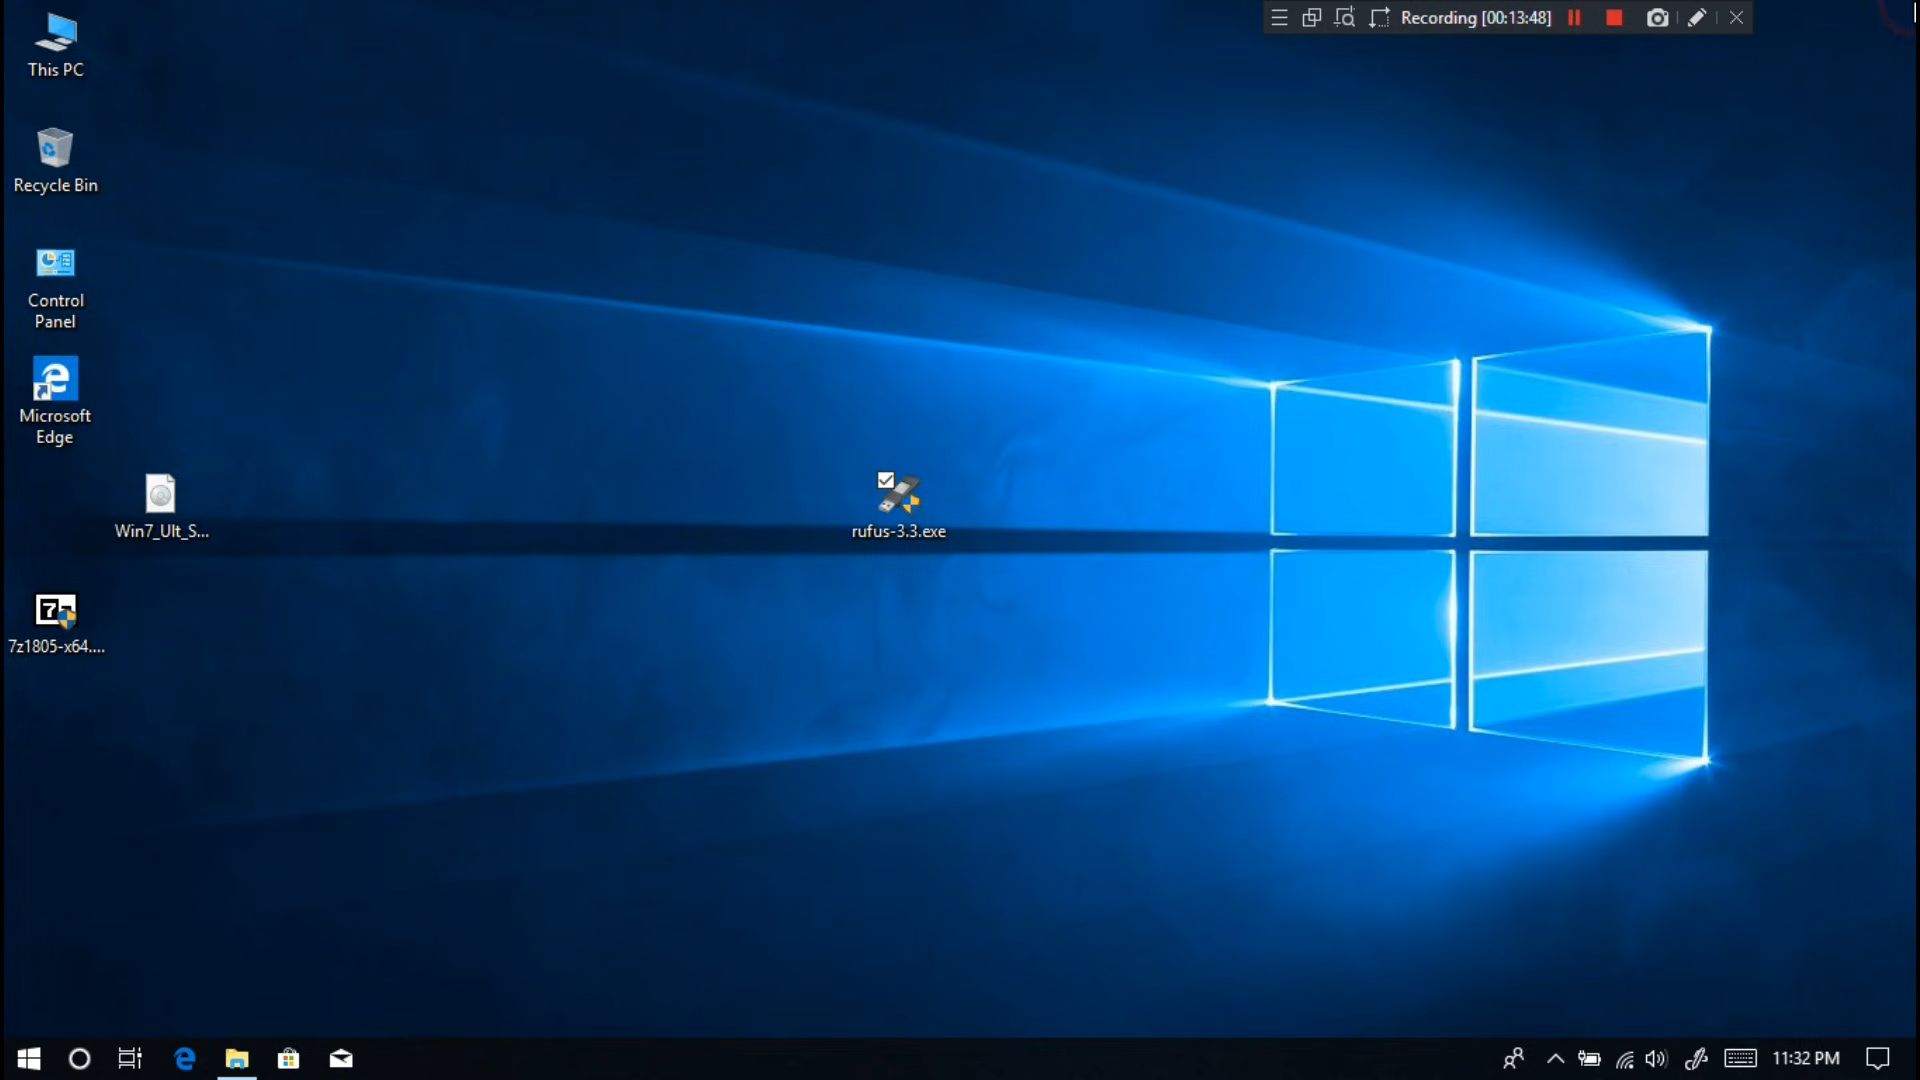 Recording [00:13:48]
This PC
Recycle Bin
Control
Panel
Microsoft
Edge
Win7_Ult_S...
rufus-3.3.exe
7z1805-x64....
11:32 PM